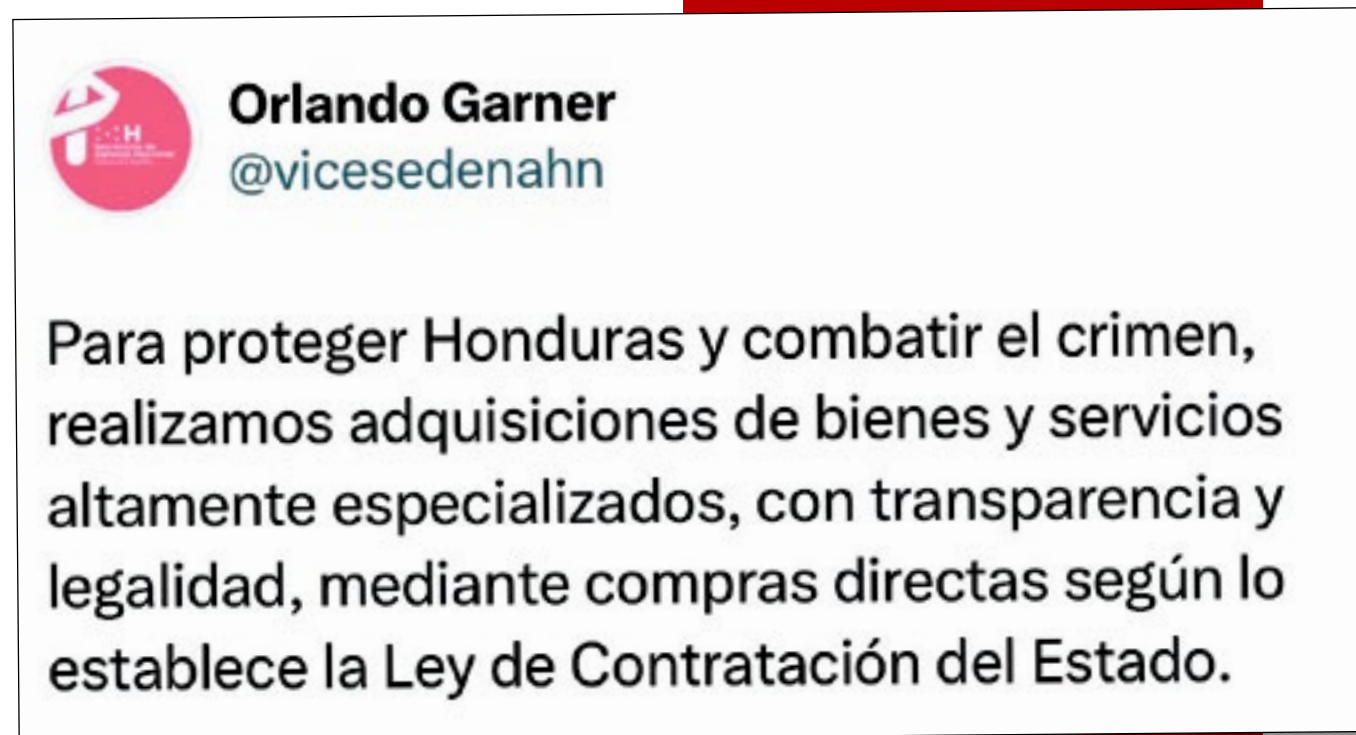 Orlando Garner
@vicesedenahn
Para proteger Honduras y combatir el crimen,
realizamos adquisiciones de bienes y servicios
altamente especializados, con transparencia y
legalidad, mediante compras directas según lo
establece la Ley de Contratación del Estado.